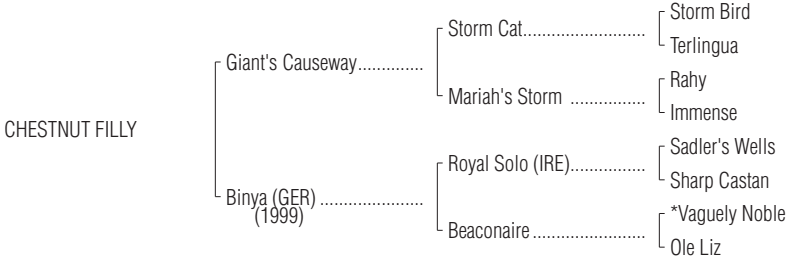 Storm Bird
Storm Cat..........................
Terlingua
Giant's Causeway..............
Rahy
Mariah's Storm ................
Immense
CHESTNUT FILLY
Sadler's Wells
Royal Solo (IRE)................
Sharp Castan
Binya (GER) ......................
(1999)
*Vaguely Noble
Beaconaire ........................
Ole Liz